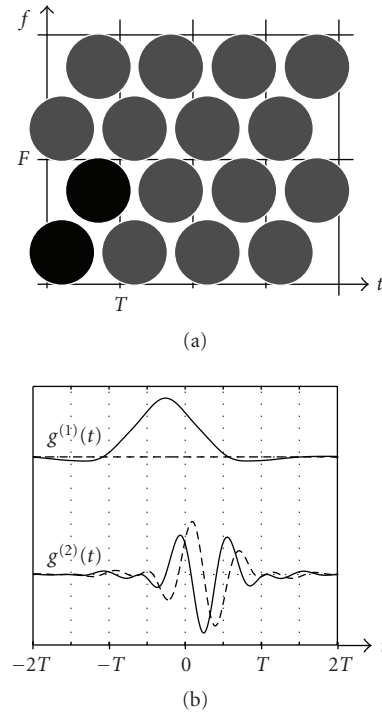 f
F
T
t
(a)
g^{(1)}(t)
g^{(2)}(t)
−2T −T 0 T 2T
(b)